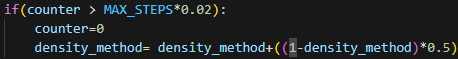 if(counter > MAX_STEPS*0.02):
counter=0
density_method= density_method+((1-density_method)*0.5)